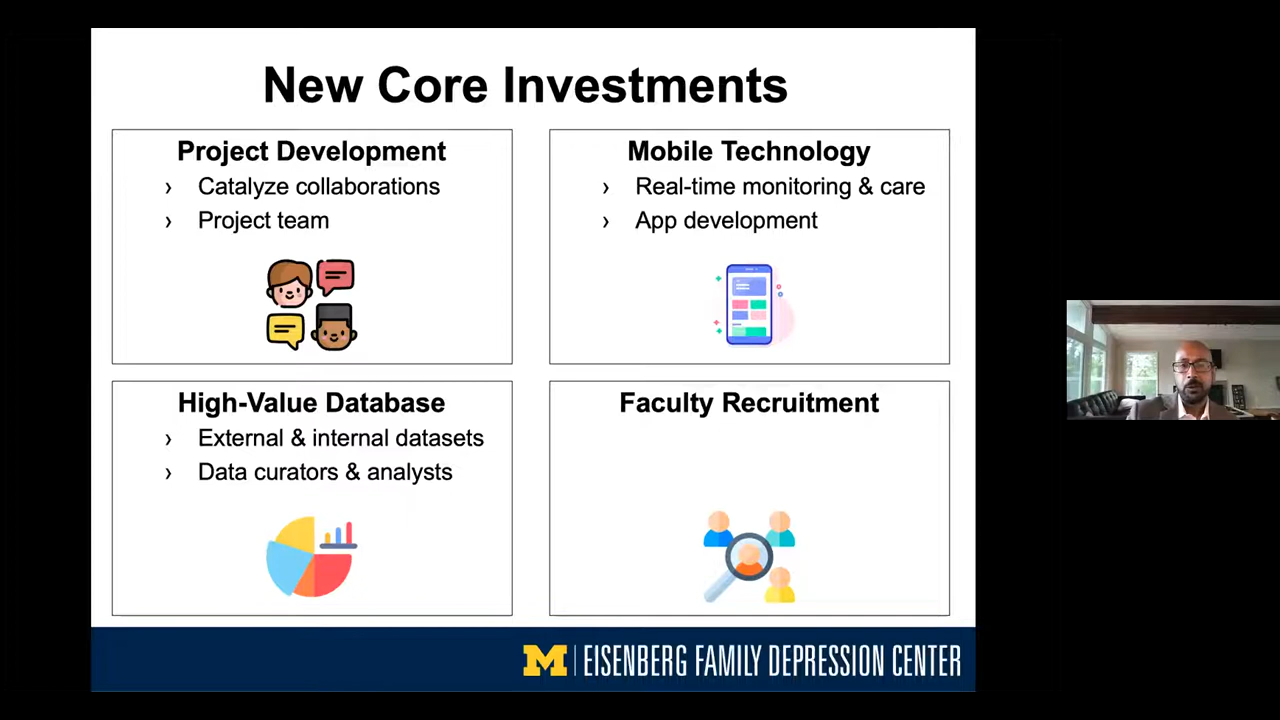 New Core Investments
Project Development
› Catalyze collaborations
› Project team
Mobile Technology
› Real-time monitoring & care
› App development
High-Value Database
› External & internal datasets
› Data curators & analysts
Faculty Recruitment
M | EISENBERG FAMILY DEPRESSION CENTER